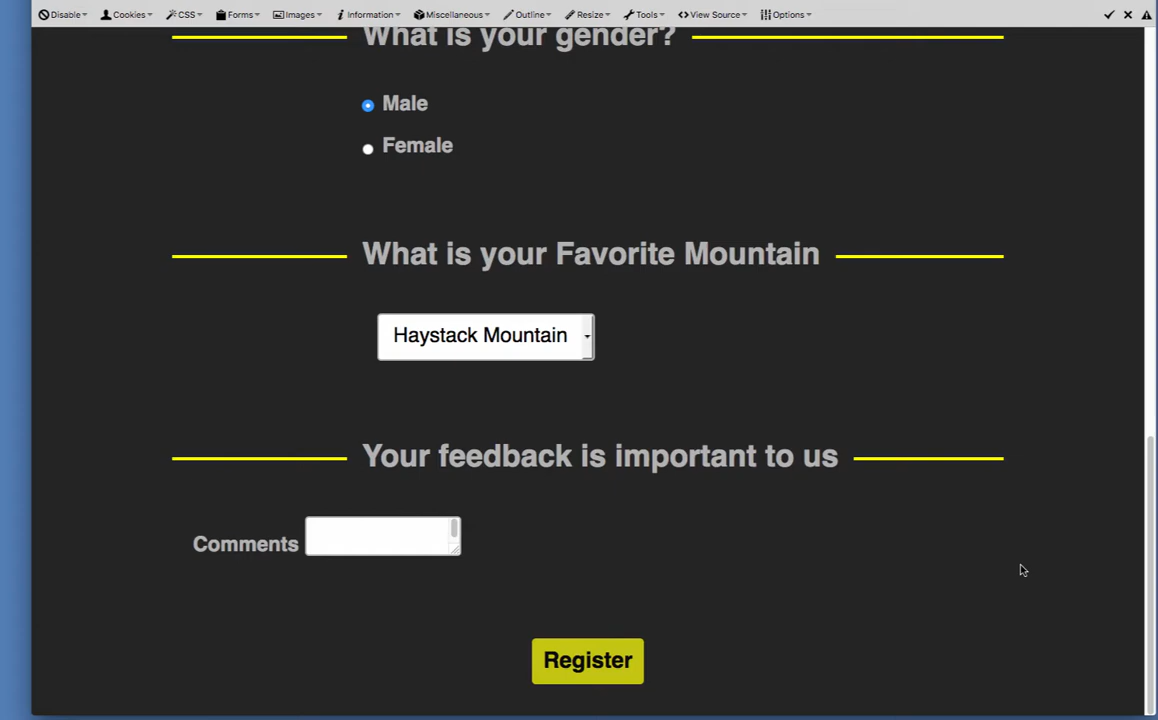 Disable Cookies CSS Forms Images Information Miscellaneous Outline Resize Tools View Source Options
What is your gender?
Male
Female
What is your Favorite Mountain
Haystack Mountain
Your feedback is important to us
Comments
Register